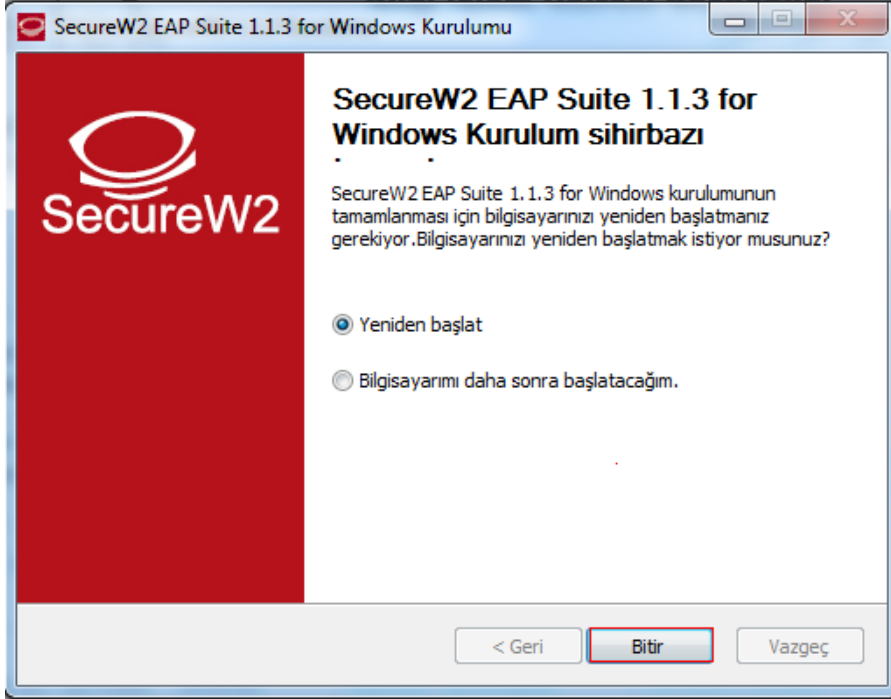 SecureW2 EAP Suite 1.1.3 for Windows Kurulumu
SecureW2 EAP Suite 1.1.3 for
Windows Kurulum sihirbazı
SecureW2
SecureW2 EAP Suite 1.1.3 for Windows kurulumunun
tamamlanması için bilgisayarınızı yeniden başlatmanız
gerekiyor.Bilgisayarınızı yeniden başlatmak istiyor musunuz?
Yeniden başlat
Bilgisayarımı daha sonra başlatacağım.
< Geri
Bitir
Vazgeç